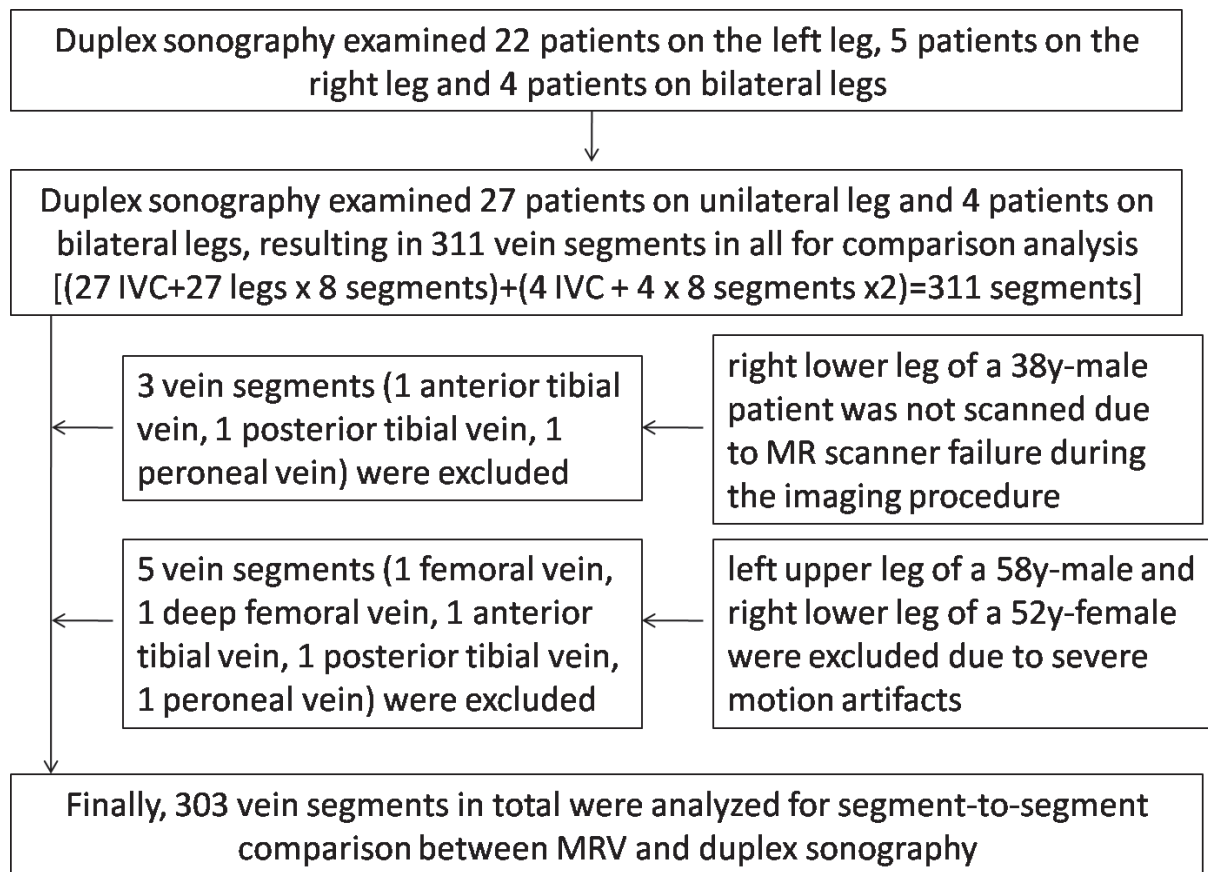 Duplex sonography examined 22 patients on the left leg, 5 patients on the
right leg and 4 patients on bilateral legs
Duplex sonography examined 27 patients on unilateral leg and 4 patients on
bilateral legs, resulting in 311 vein segments in all for comparison analysis
[(27 IVC+27 legs x 8 segments)+(4 IVC + 4 x 8 segments x2)=311 segments]
3 vein segments (1 anterior tibial
vein, 1 posterior tibial vein, 1
peroneal vein) were excluded
right lower leg of a 38y-male
patient was not scanned due
to MR scanner failure during
the imaging procedure
5 vein segments (1 femoral vein,
1 deep femoral vein, 1 anterior
tibial vein, 1 posterior tibial vein,
1 peroneal vein) were excluded
left upper leg of a 58y-male and
right lower leg of a 52y-female
were excluded due to severe
motion artifacts
Finally, 303 vein segments in total were analyzed for segment-to-segment
comparison between MRV and duplex sonography